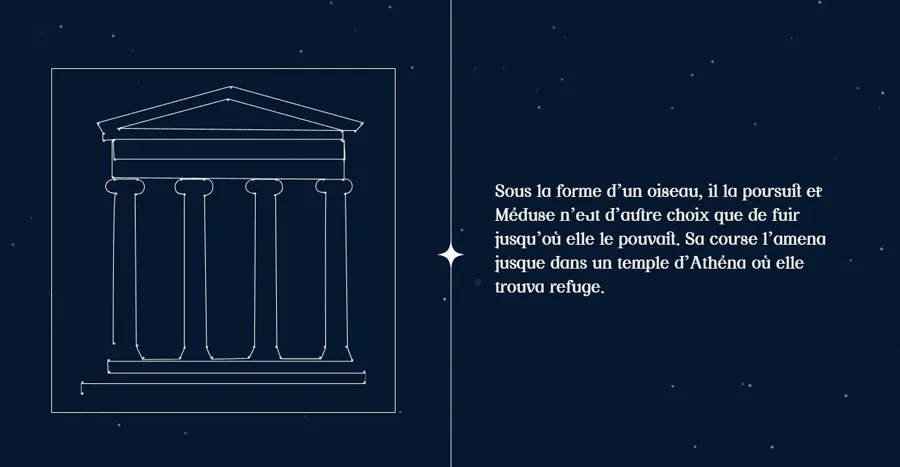 Sous la forme d'un oiseau, il la poursuit et
Méduse n'eut d'autre choix que de fuir
jusqu'où elle le pouvait. Sa course l'amena
jusque dans un temple d'Athéna où elle
trouva refuge.